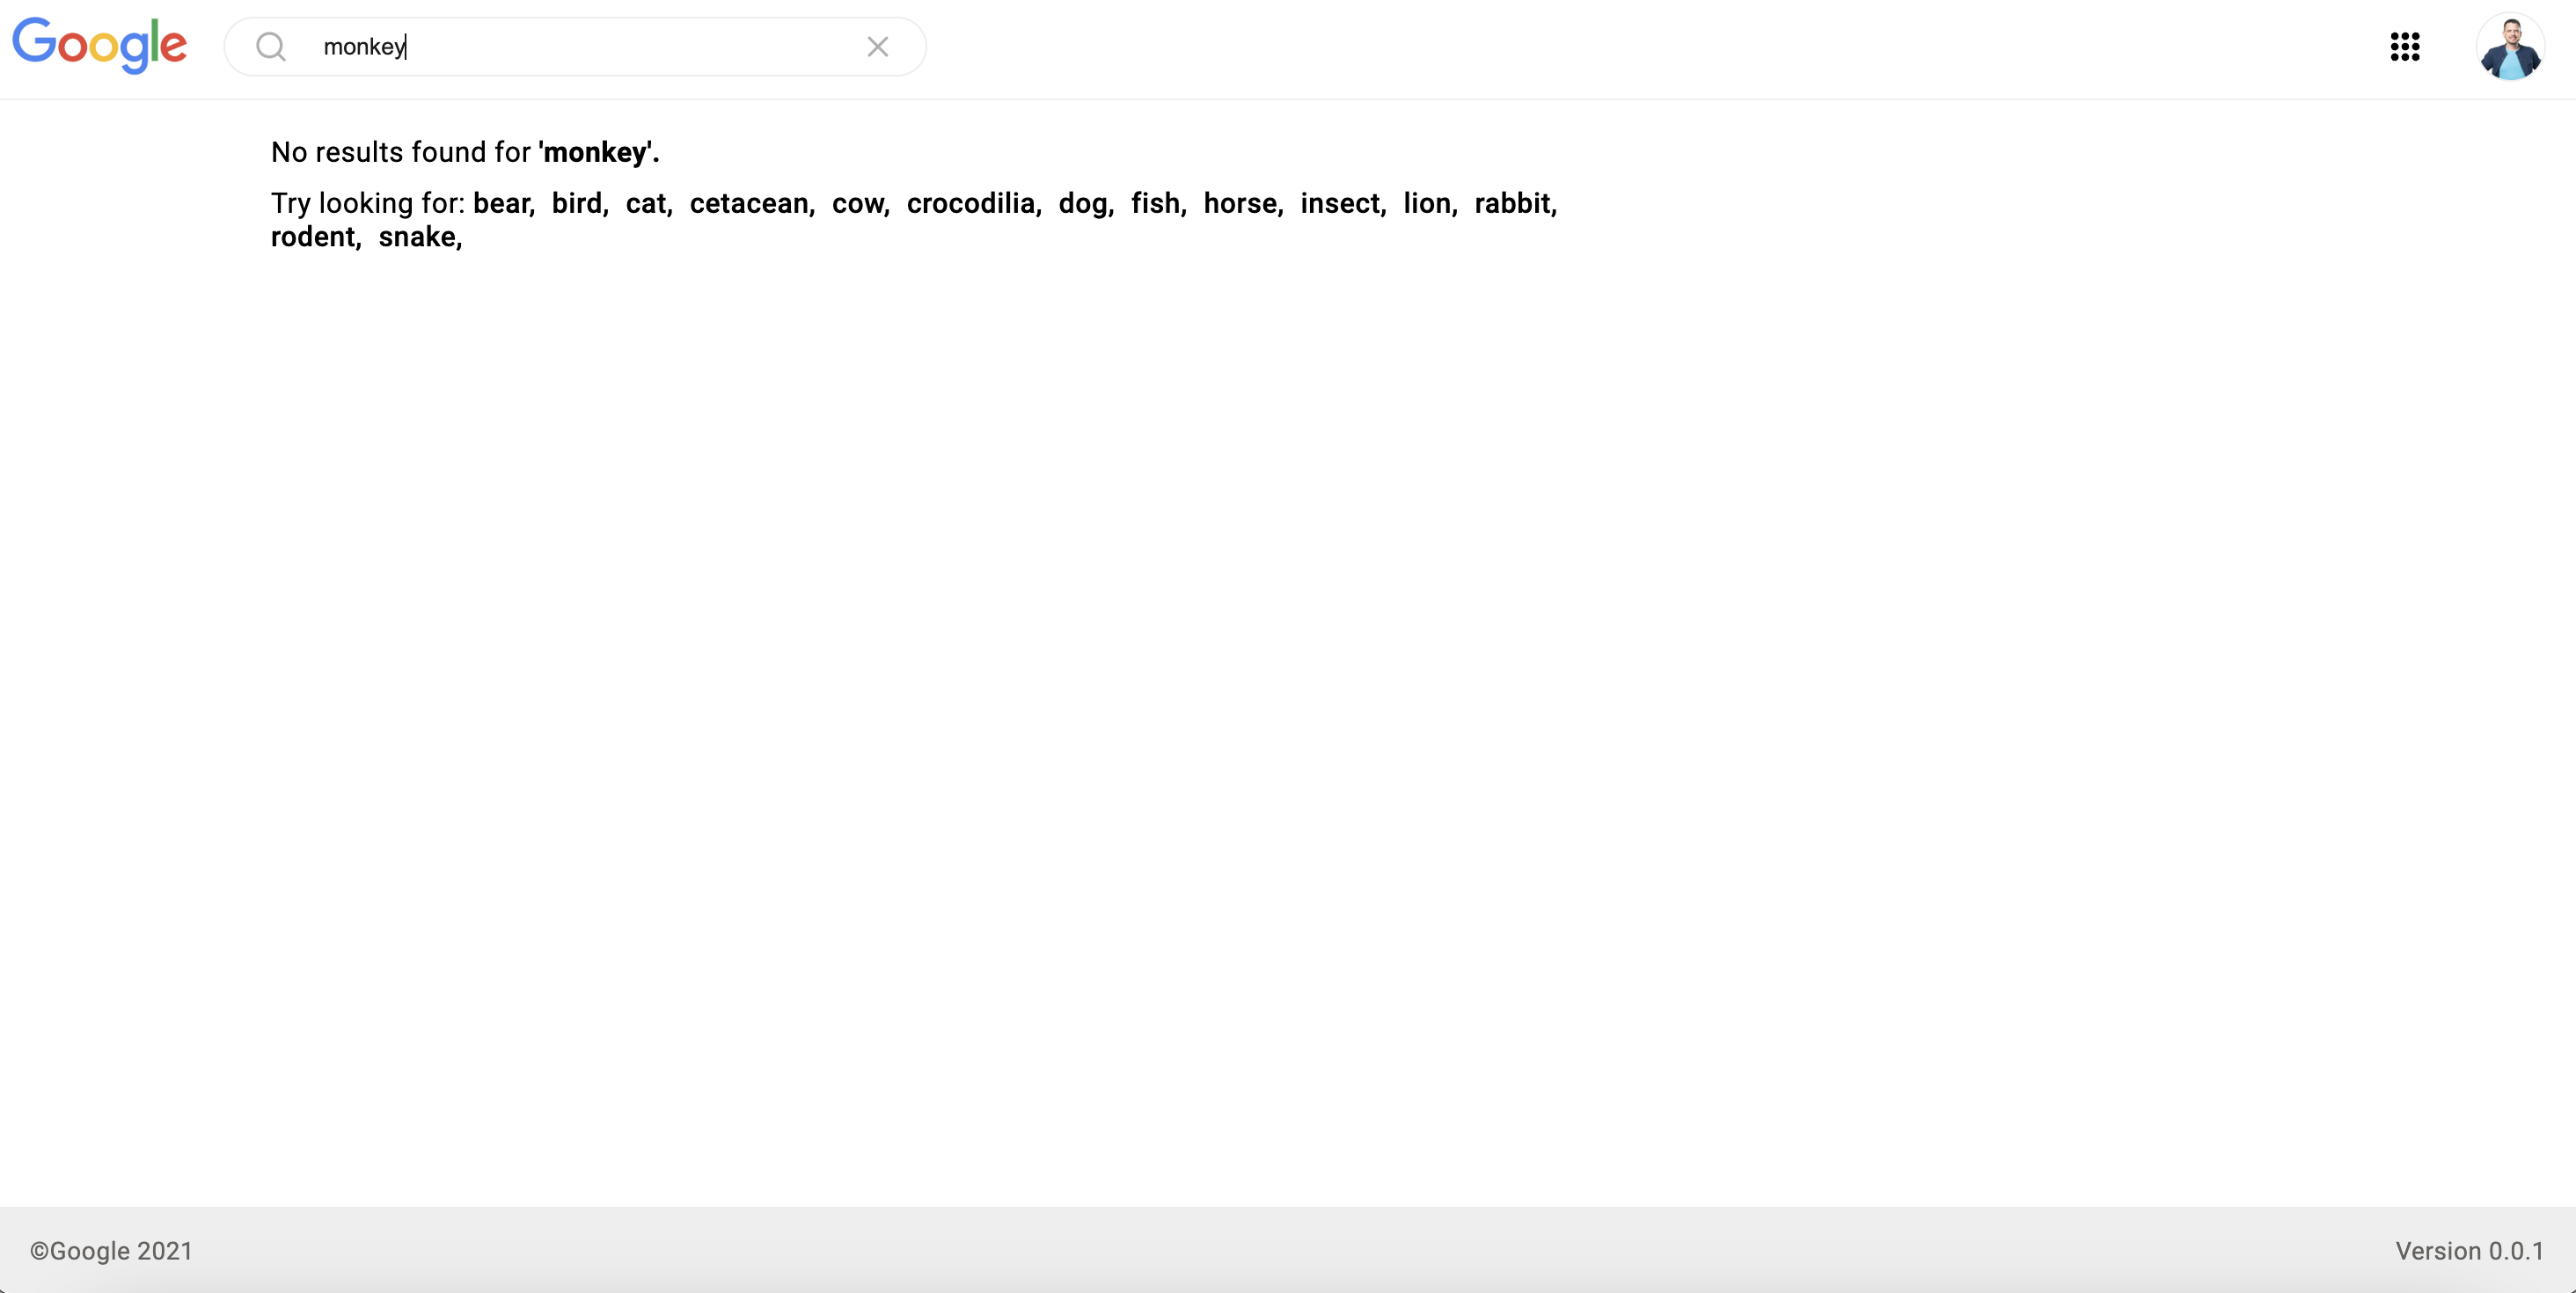 Google
monkey
No results found for 'monkey'.
Try looking for: bear, bird, cat, cetacean, cow, crocodilia, dog, fish, horse, insect, lion, rabbit,
rodent, snake,
©Google 2021
Version 0.0.1